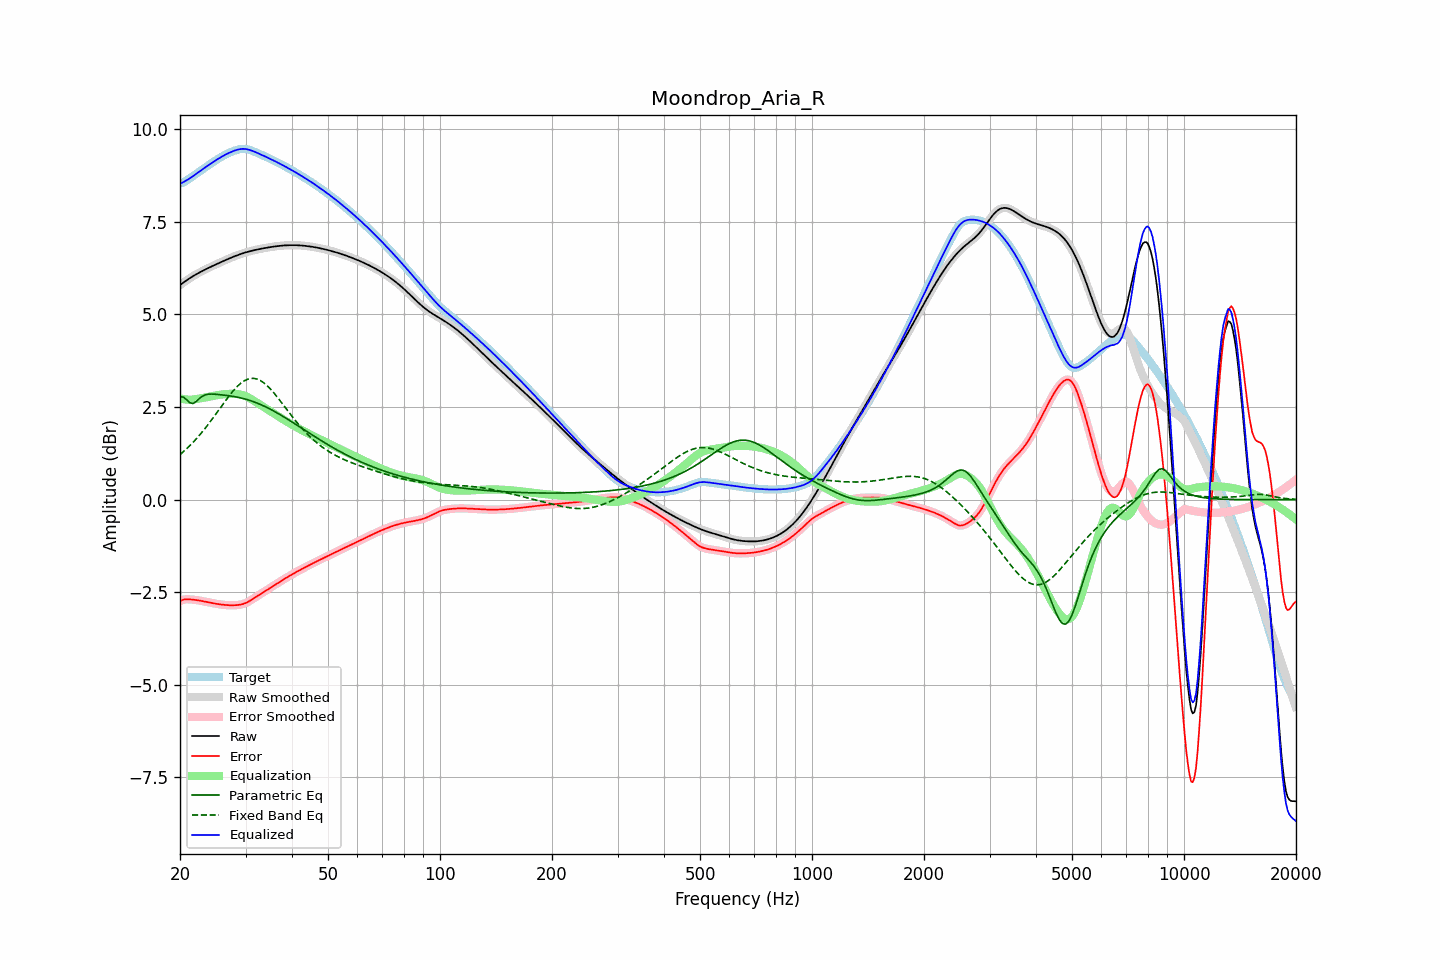 Moondrop_Aria_R
10.0
7.5
5.0
2.5
0.0
−2.5
−5.0
−7.5
Amplitude (dBr)
Target
Raw Smoothed
Error Smoothed
Raw
Error
Equalization
Parametric Eq
Fixed Band Eq
Equalized
20 50 100 200 500 1000 2000 5000 10000 20000
Frequency (Hz)